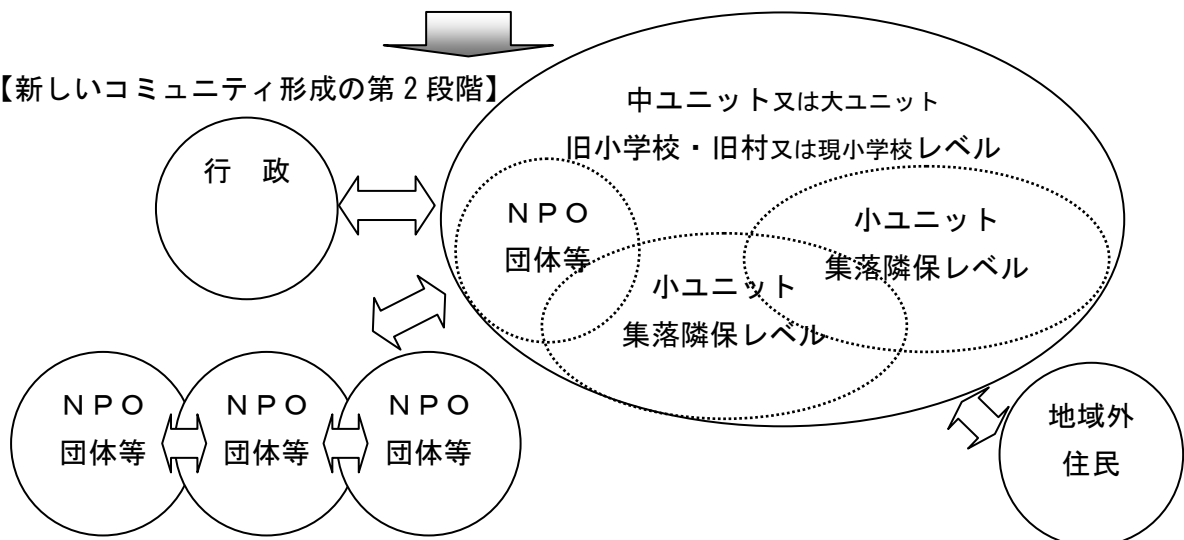 【新しいコミュニティ形成の第２段階】
中ユニット又は大ユニット
旧小学校・旧村又は現小学校レベル
行　政
ＮＰＯ
団体等
小ユニット
集落隣保レベル
小ユニット
集落隣保レベル
ＮＰＯ
団体等
ＮＰＯ
団体等
ＮＰＯ
団体等
地域外
住民